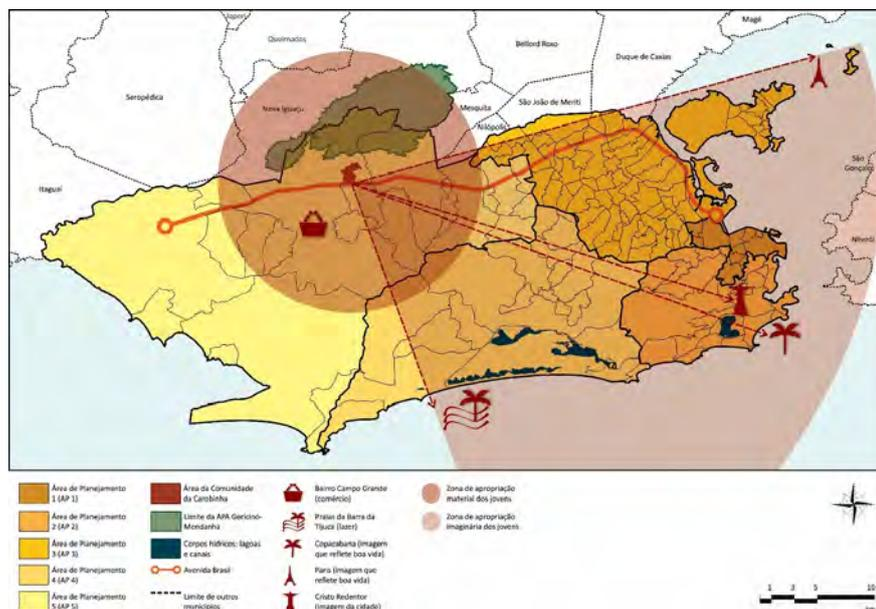 Japeri
Queimados
Bellord Roxo
Magé
Duque de Caxias
Seropédica
Nova Iguaçu
Mesquita
São João de Meriti
Nilópolis
Itaguaí
São
Gonçalo
Niterói
Área de Planejamento
1 (AP 1)
Área de Planejamento
2 (AP 2)
Área de Planejamento
3 (AP 3)
Área de Planejamento
4 (AP 4)
Área de Planejamento
5 (AP 5)
Área da Comunidade
da Carobinha
Limite da APA Gericinó-
Mendanha
Corpos hídricos: lagoas
e canais
Avenida Brasil
Limite de outros
municípios
Bairro Campo Grande
(comércio)
Praias da Barra da
Tijuca (lazer)
Copacabana (imagem
que reflete boa vida)
Paris (imagem que
reflete boa vida)
Cristo Redentor
(imagem da cidade)
Zona de apropriação
material dos jovens
Zona de apropriação
imaginária dos jovens
1 3 5 10